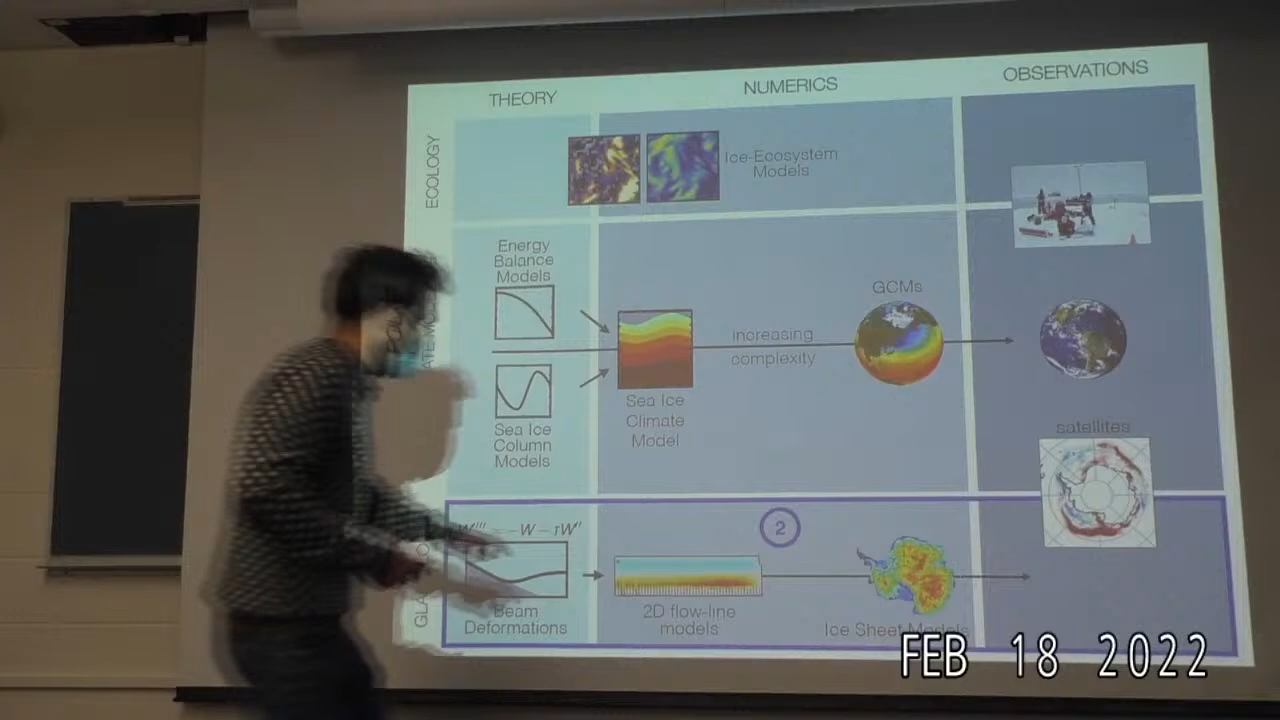 THEORY
NUMERICS
OBSERVATIONS
ECOLOGY
Ice-Ecosystem
Models
Energy
Balance
Models
GCMs
increasing
complexity
Sea Ice
Climate
Model
Sea Ice
Column
Models
satellites
2
Beam
Deformations
2D flow-line
models
Ice Sheet Models
FEB 18 2022